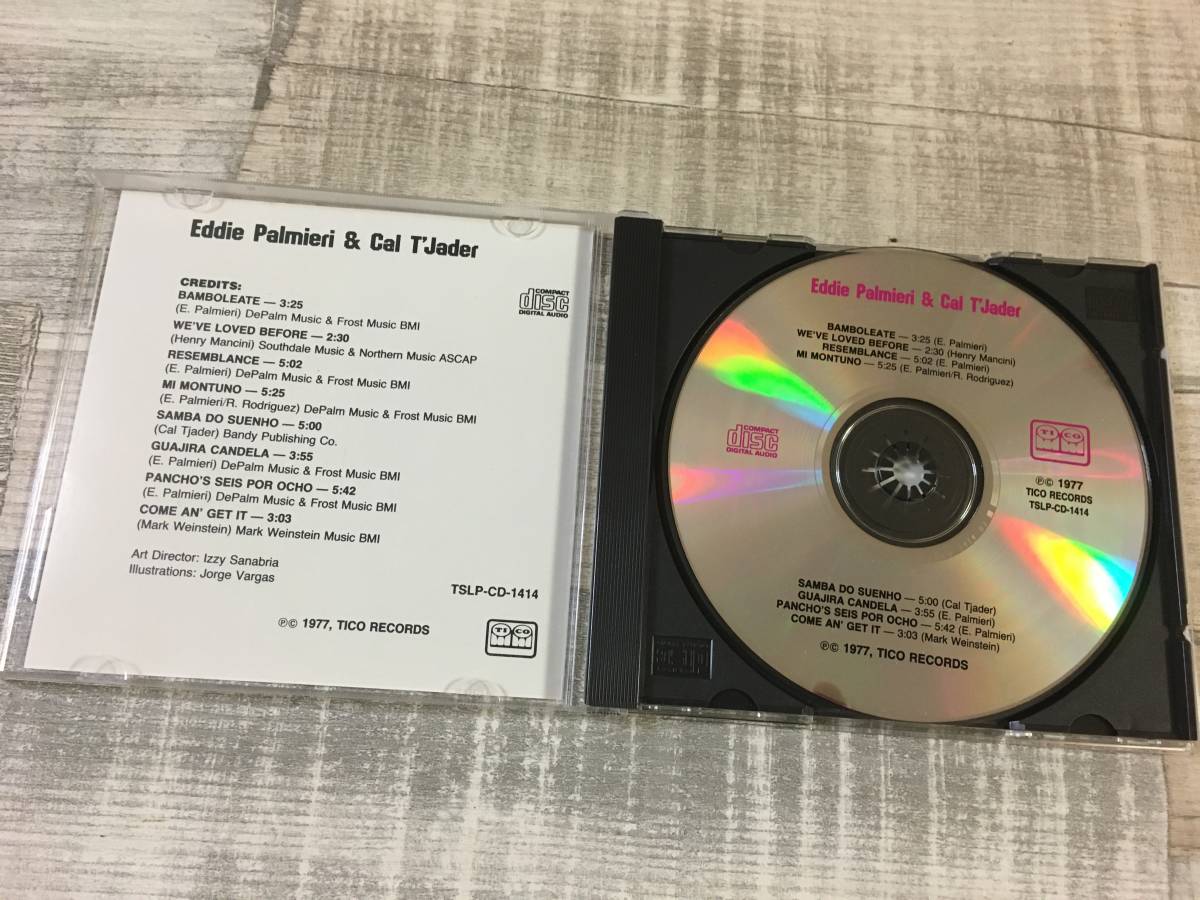 Eddie Palmieri & Cal T'Jader
CREDITS:
BAMBOLEATE — 3:25
(E. Palmieri) DePalm Music & Frost Music BMI
WE'VE LOVED BEFORE — 2:30
(Henry Mancini) Southdale Music & Northern Music ASCAP
RESEMBLANCE — 5:02
(E. Palmieri) DePalm Music & Frost Music BMI
MI MONTUNO — 5:25
(E. Palmieri/R. Rodriguez) DePalm Music & Frost Music BMI
SAMBA DO SUENHO — 5:00
(Cal Tjader) Bandy Publishing Co.
GUAJIRA CANDELA — 3:55
(E. Palmieri) DePalm Music & Frost Music BMI
PANCHO'S SEIS POR OCHO — 5:42
(E. Palmieri) DePalm Music & Frost Music BMI
COME AN' GET IT — 3:03
(Mark Weinstein) Mark Weinstein Music BMI
Art Director: Izzy Sanabria
Illustrations: Jorge Vargas
COMPACT
disc
DIGITAL AUDIO
TSLP-CD-1414
℗© 1977, TICO RECORDS
TICO
Eddie Palmieri & Cal T'Jader
BAMBOLEATE — 3:25 (E. Palmieri)
WE'VE LOVED BEFORE — 2:30 (Henry Mancini)
RESEMBLANCE — 5:02 (E. Palmieri)
MI MONTUNO — 5:25 (E. Palmieri/R. Rodriguez)
COMPACT
disc
DIGITAL AUDIO
TICO
℗© 1977
TICO RECORDS
TSLP-CD-1414
SAMBA DO SUENHO — 5:00 (Cal Tjader)
GUAJIRA CANDELA — 3:55 (E. Palmieri)
PANCHO'S SEIS POR OCHO — 5:42 (E. Palmieri)
COME AN' GET IT — 3:03 (Mark Weinstein)
℗© 1977, TICO RECORDS